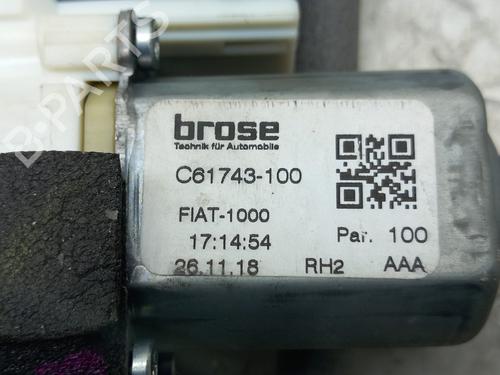 brose
Technik für Automobile
C61743-100
FIAT-1000
17:14:54 Par. 100
26.11.18 RH2 AAA
B-PARTS